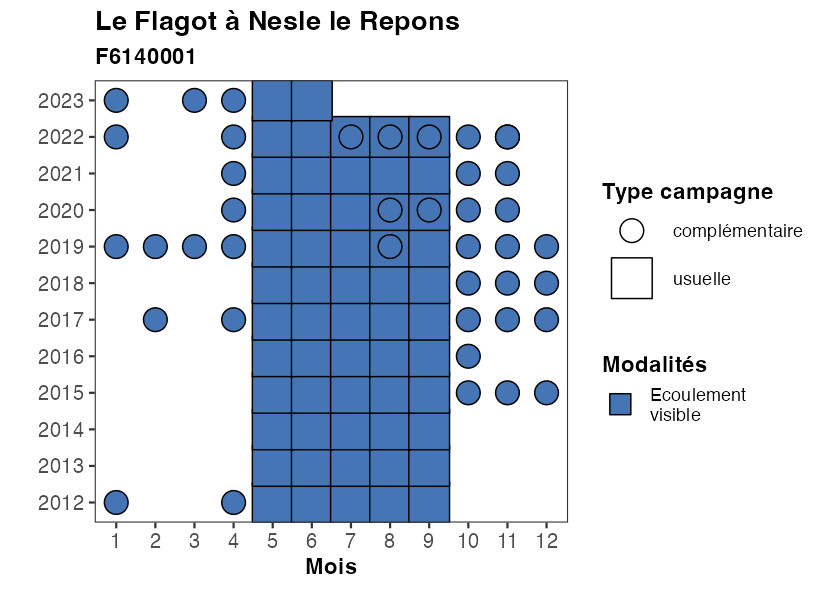 Le Flagot à Nesle le Repons
F6140001
2023
2022
2021
2020
2019
2018
2017
2016
2015
2014
2013
2012
1 2 3 4 5 6 7 8 9 10 11 12
Mois
Type campagne
complémentaire
usuelle
Modalités
Ecoulement
visible